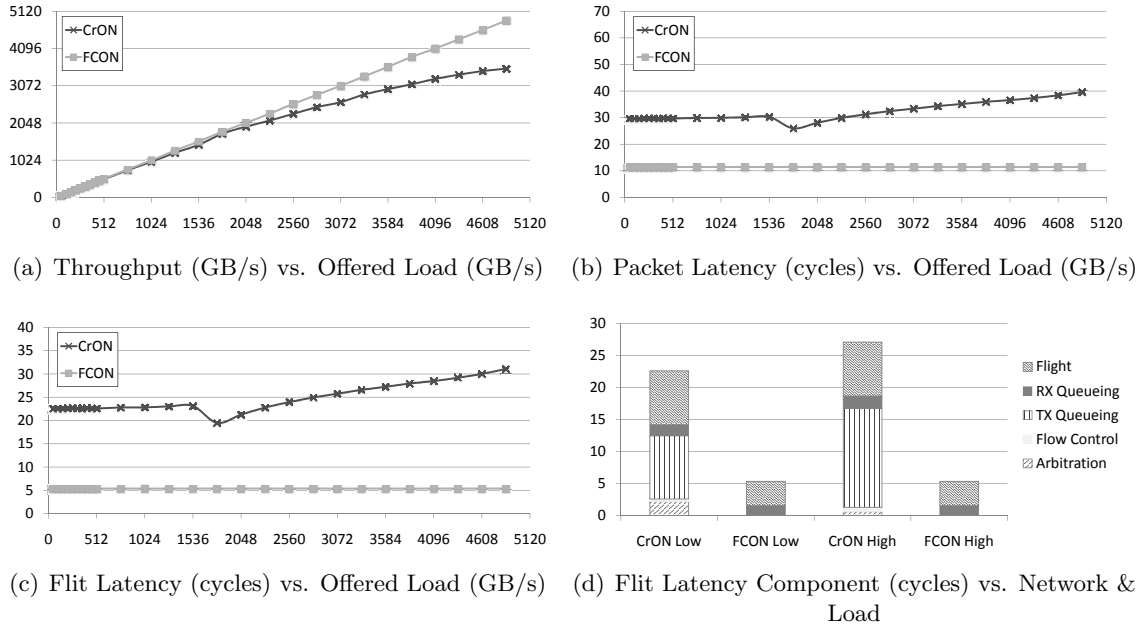 5120
4096
3072
2048
1024
0
CrON
FCON
0 512 1024 1536 2048 2560 3072 3584 4096 4608 5120
(a) Throughput (GB/s) vs. Offered Load (GB/s)
70
60
50
40
30
20
10
0
CrON
FCON
0 512 1024 1536 2048 2560 3072 3584 4096 4608 5120
(b) Packet Latency (cycles) vs. Offered Load (GB/s)
40
35
30
25
20
15
10
5
0
CrON
FCON
0 512 1024 1536 2048 2560 3072 3584 4096 4608 5120
(c) Flit Latency (cycles) vs. Offered Load (GB/s)
30
25
20
15
10
5
0
Flight
RX Queueing
TX Queueing
Flow Control
Arbitration
CrON Low FCON Low CrON High FCON High
(d) Flit Latency Component (cycles) vs. Network &
Load